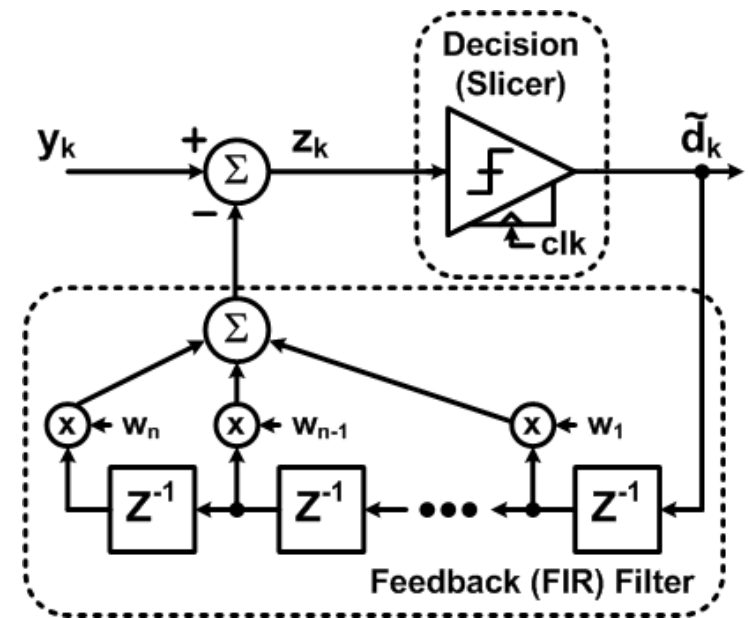 Decision
(Slicer)
yₖ
+
Σ
zₖ
d̃ₖ
−
clk
Σ
x
wₙ
x
wₙ₋₁
x
w₁
Z⁻¹
Z⁻¹
•••
Z⁻¹
Feedback (FIR) Filter